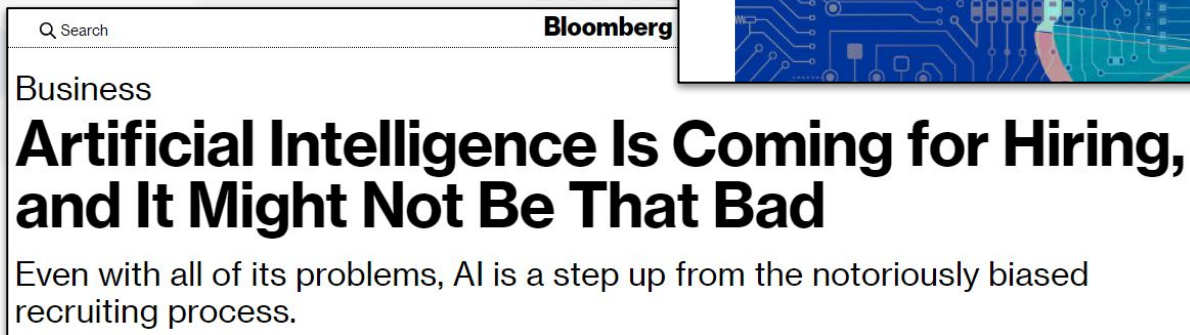 Search
Bloomberg
Business
Artificial Intelligence Is Coming for Hiring,
and It Might Not Be That Bad
Even with all of its problems, AI is a step up from the notoriously biased
recruiting process.